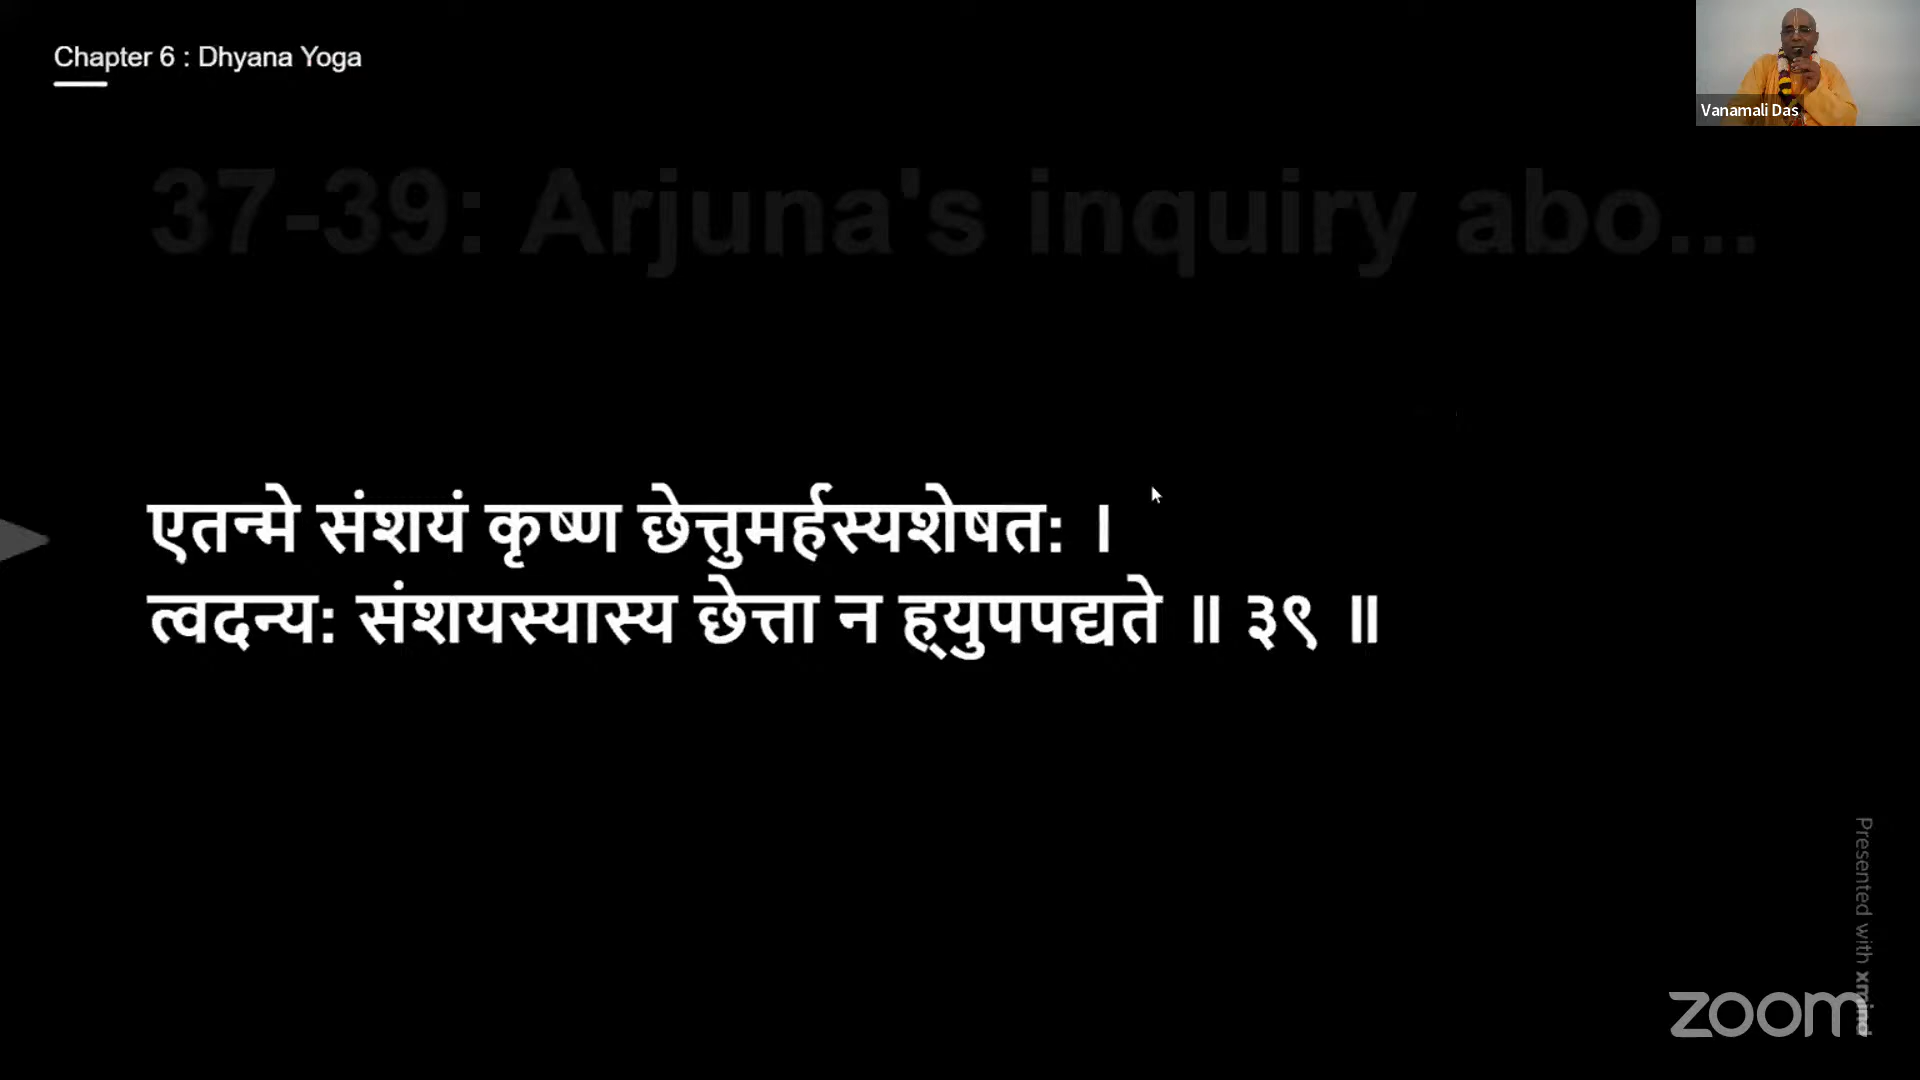 Chapter 6 : Dhyana Yoga
Vanamali Das
37-39: Arjuna's inquiry abo...
एतन्मे संशयं कृष्ण छेत्तुमर्हस्यशेषतः ।
त्वदन्यः संशयस्यास्य छेत्ता न ह्युपपद्यते ॥ ३९ ॥
Presented with xmind
zoom